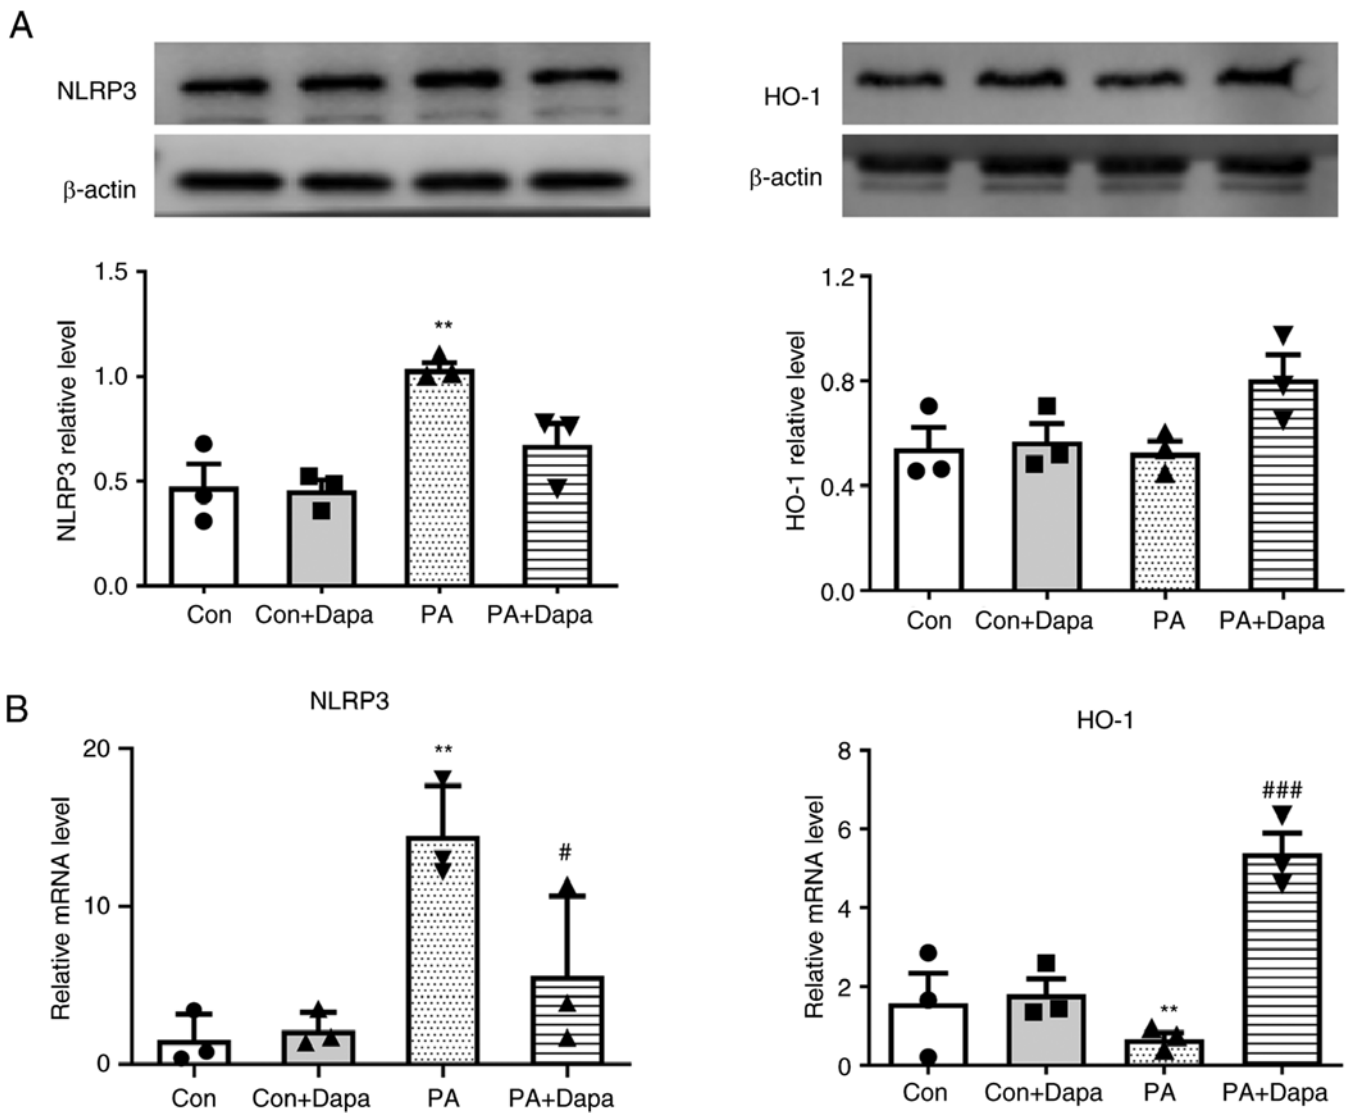 A
NLRP3
β-actin
HO-1
β-actin
NLRP3 relative level
1.5
1.0
0.5
0.0
**
Con Con+Dapa PA PA+Dapa
HO-1 relative level
1.2
0.8
0.4
0.0
Con Con+Dapa PA PA+Dapa
B
NLRP3
Relative mRNA level
20
10
0
**
#
Con Con+Dapa PA PA+Dapa
HO-1
Relative mRNA level
8
6
4
2
0
**
###
Con Con+Dapa PA PA+Dapa